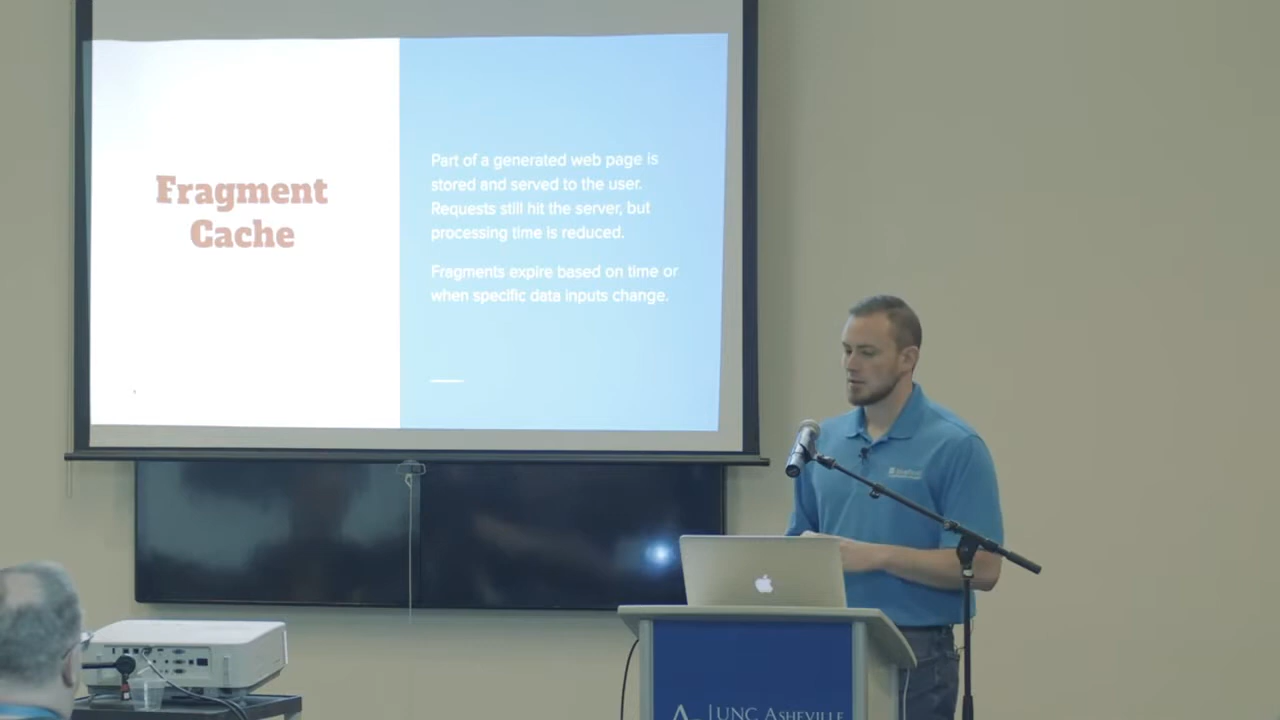 Fragment
Cache
Part of a generated web page is
stored and served to the user.
Requests still hit the server, but
processing time is reduced.
Fragments expire based on time or
when specific data inputs change.
UNC ASHEVILLE